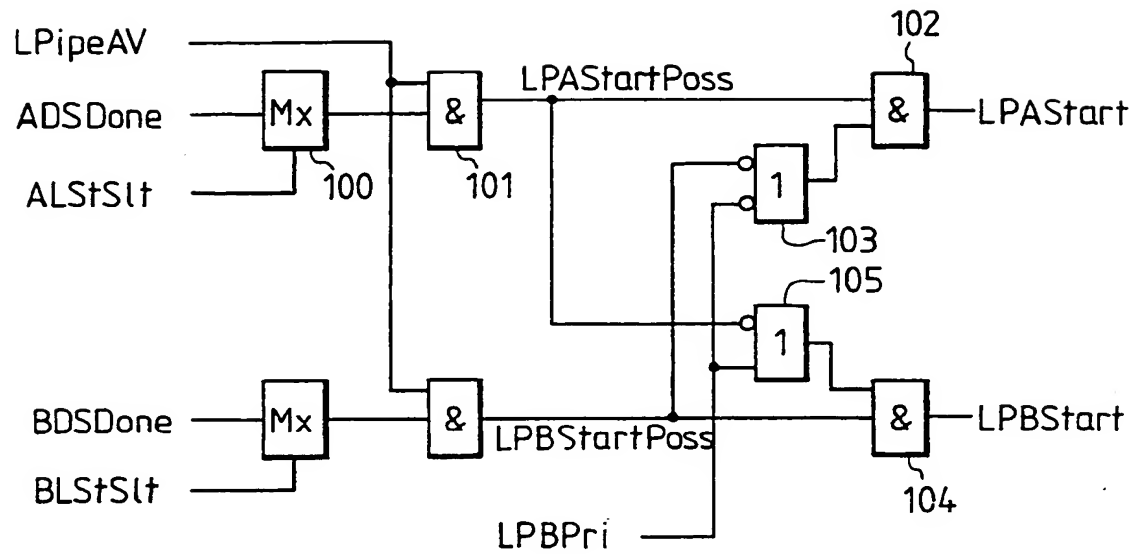 LPipeAV
ADSDone
ALStSlt
Mx
100
&
101
LPAStartPoss
102
&
LPAStart
1
103
105
1
BDSDone
BLStSlt
Mx
&
LPBStartPoss
&
104
LPBStart
LPBPri